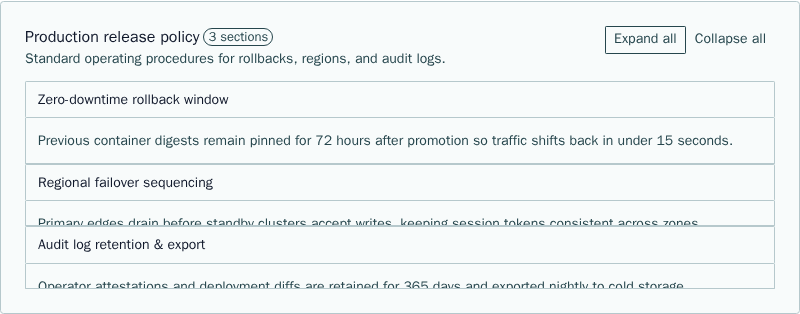 Production release policy 3 sections
Expand all Collapse all
Standard operating procedures for rollbacks, regions, and audit logs.
Zero-downtime rollback window
Previous container digests remain pinned for 72 hours after promotion so traffic shifts back in under 15 seconds.
Regional failover sequencing
Primary edges drain before standby clusters accept writes, keeping session tokens consistent across zones.
Audit log retention & export
Operator attestations and deployment diffs are retained for 365 days and exported nightly to cold storage.